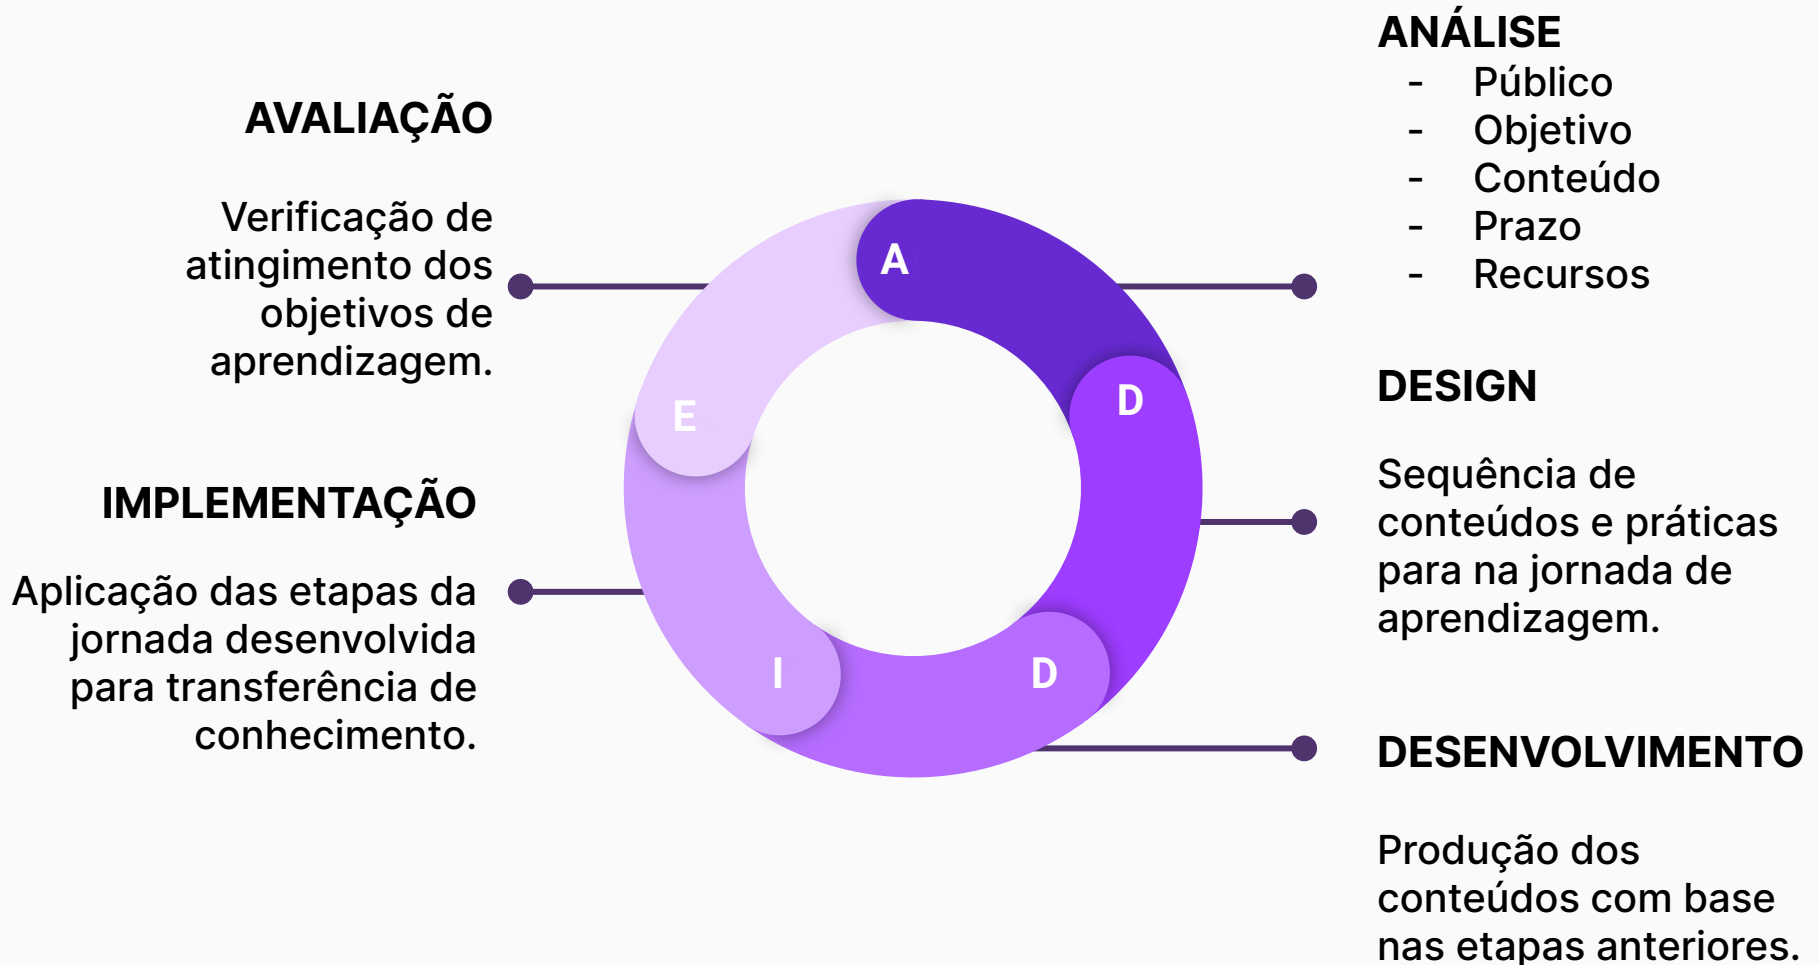 ANÁLISE
- Público
- Objetivo
- Conteúdo
- Prazo
- Recursos
DESIGN
Sequência de
conteúdos e práticas
para na jornada de
aprendizagem.
DESENVOLVIMENTO
Produção dos
conteúdos com base
nas etapas anteriores.
IMPLEMENTAÇÃO
Aplicação das etapas da
jornada desenvolvida
para transferência de
conhecimento.
AVALIAÇÃO
Verificação de
atingimento dos
objetivos de
aprendizagem.
A
D
D
I
E